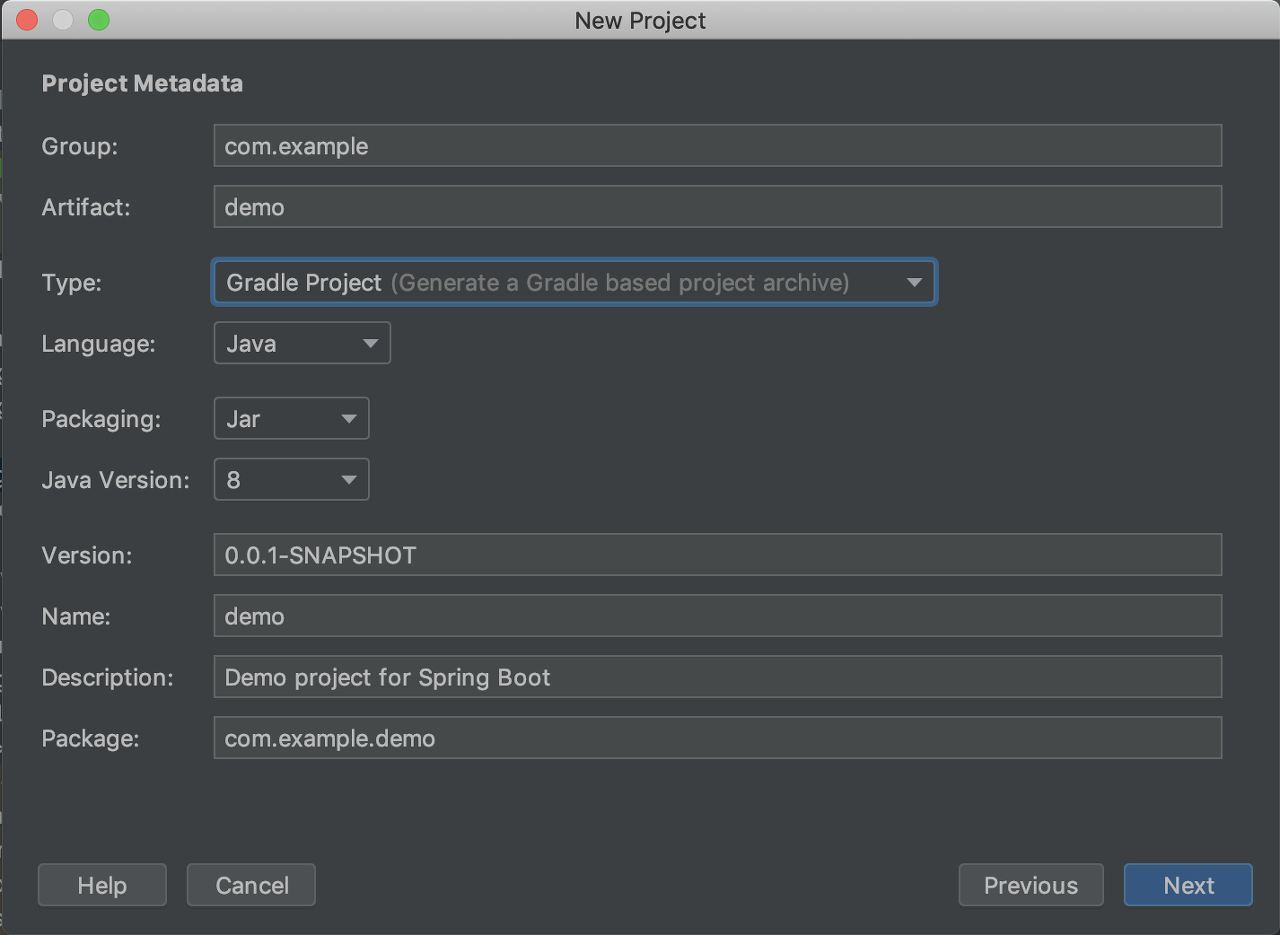 New Project
Project Metadata
Group: com.example
Artifact: demo
Type: Gradle Project (Generate a Gradle based project archive)
Language: Java
Packaging: Jar
Java Version: 8
Version: 0.0.1-SNAPSHOT
Name: demo
Description: Demo project for Spring Boot
Package: com.example.demo
Help Cancel Previous Next